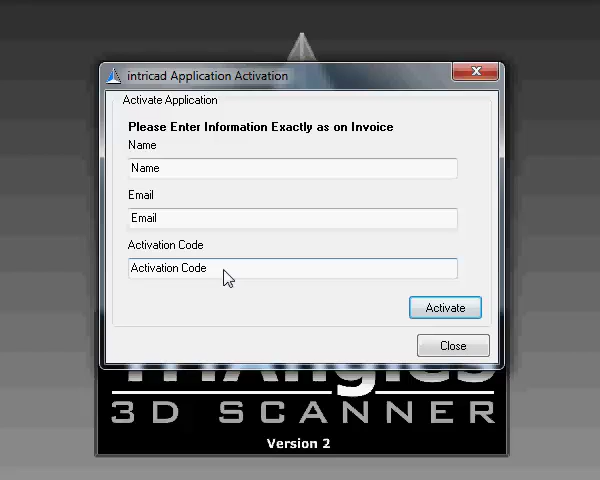 intricad Application Activation
Activate Application
Please Enter Information Exactly as on Invoice
Name
Name
Email
Email
Activation Code
Activation Code
Activate
Close
TriAngles
3D SCANNER
Version 2